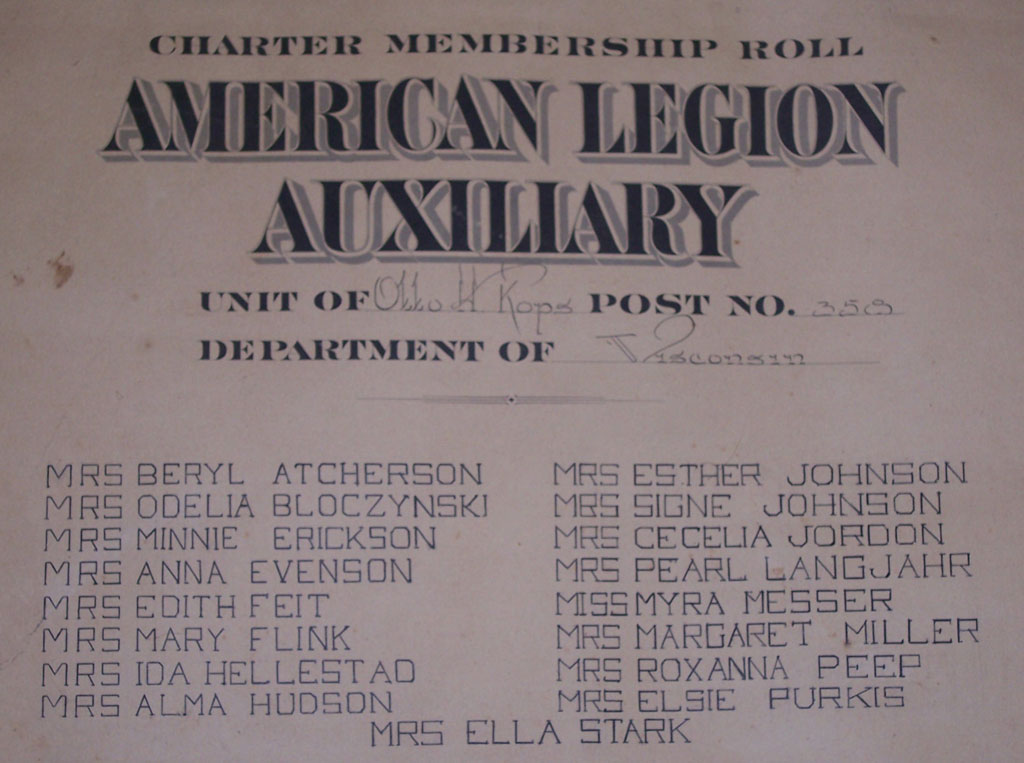 CHARTER MEMBERSHIP ROLL
AMERICAN LEGION
AUXILIARY
UNIT OF Otto H Kops POST NO. 358
DEPARTMENT OF Wisconsin
MRS BERYL ATCHERSON
MRS ODELIA BLOCZYNSKI
MRS MINNIE ERICKSON
MRS ANNA EVENSON
MRS EDITH FEIT
MRS MARY FLINK
MRS IDA HELLESTAD
MRS ALMA HUDSON
MRS ESTHER JOHNSON
MRS SIGNE JOHNSON
MRS CECELIA JORDON
MRS PEARL LANGJAHR
MISS MYRA MESSER
MRS MARGARET MILLER
MRS ROXANNA PEEP
MRS ELSIE PURKIS
MRS ELLA STARK